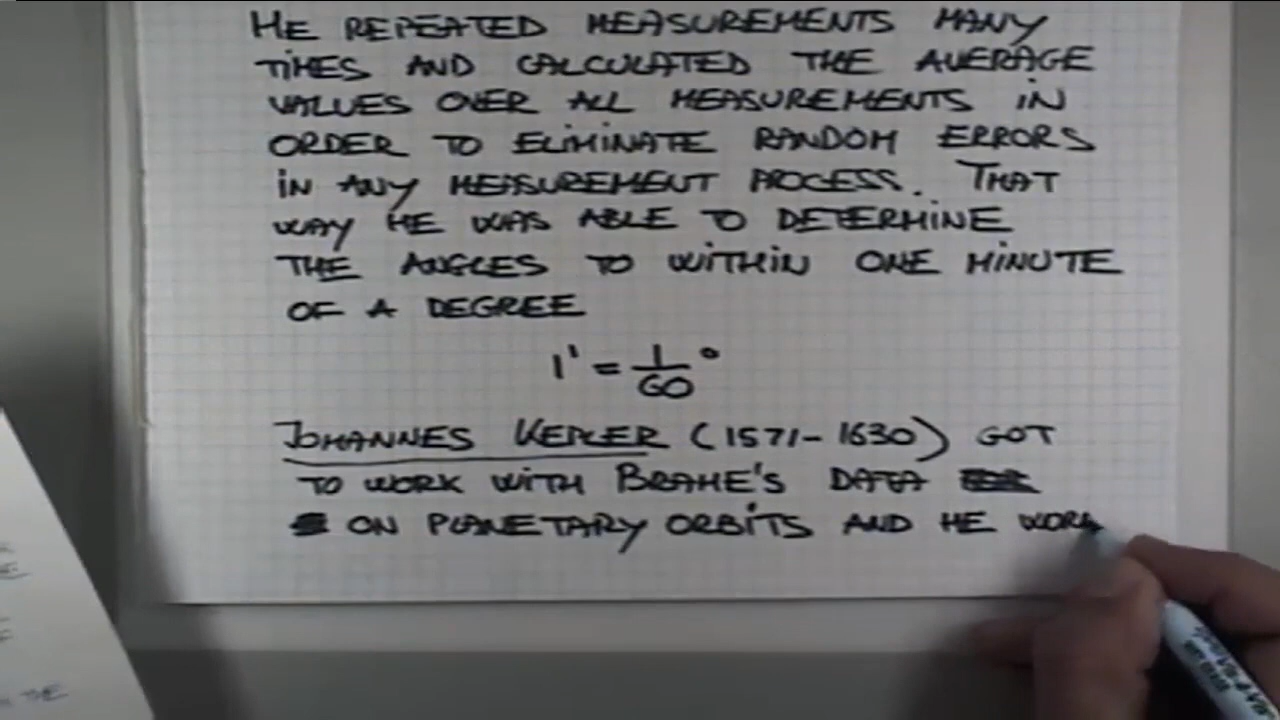 HE REPEATED MEASUREMENTS MANY
TIMES AND CALCULATED THE AVERAGE
VALUES OVER ALL MEASUREMENTS IN
ORDER TO ELIMINATE RANDOM ERRORS
IN ANY MEASUREMENT PROCESS. THAT
WAY HE WAS ABLE TO DETERMINE
THE ANGLES TO WITHIN ONE MINUTE
OF A DEGREE
1' = 1/60 °
JOHANNES KEPLER (1571-1630) GOT
TO WORK WITH BRAHE'S DATA
ON PLANETARY ORBITS AND HE WORK